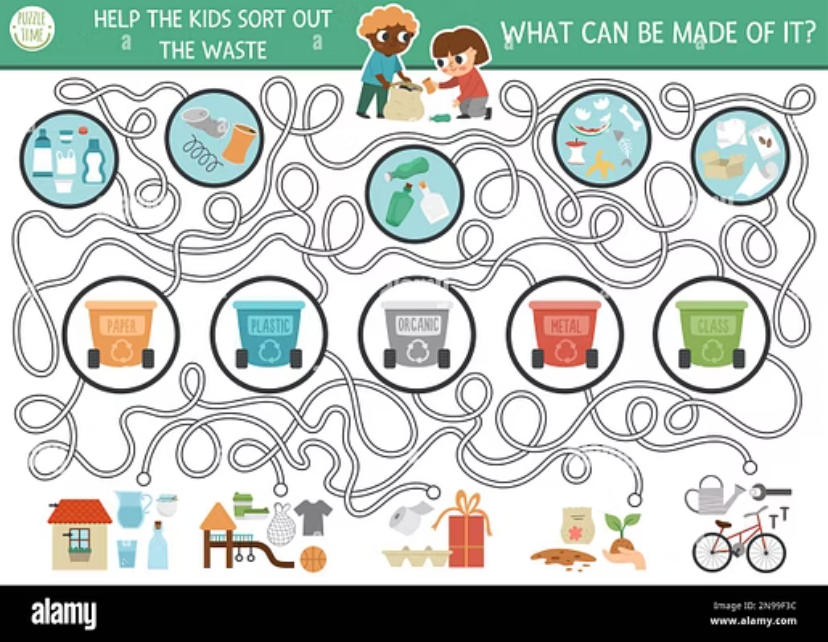 PUZZLE
TIME
HELP THE KIDS SORT OUT
THE WASTE
WHAT CAN BE MADE OF IT?
PAPER
PLASTIC
ORGANIC
METAL
GLASS
alamy
Image ID: 2N99F3C
www.alamy.com